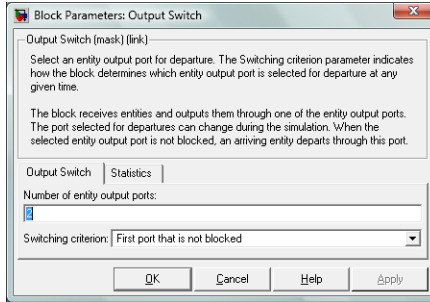 Block Parameters: Output Switch
Output Switch (mask) (link)
Select an entity output port for departure. The Switching criterion parameter indicates
how the block determines which entity output port is selected for departure at any
given time.
The block receives entities and outputs them through one of the entity output ports.
The port selected for departures can change during the simulation. When the
selected entity output port is not blocked, an arriving entity departs through this port.
Output Switch Statistics
Number of entity output ports:
2
Switching criterion: First port that is not blocked
OK Cancel Help Apply